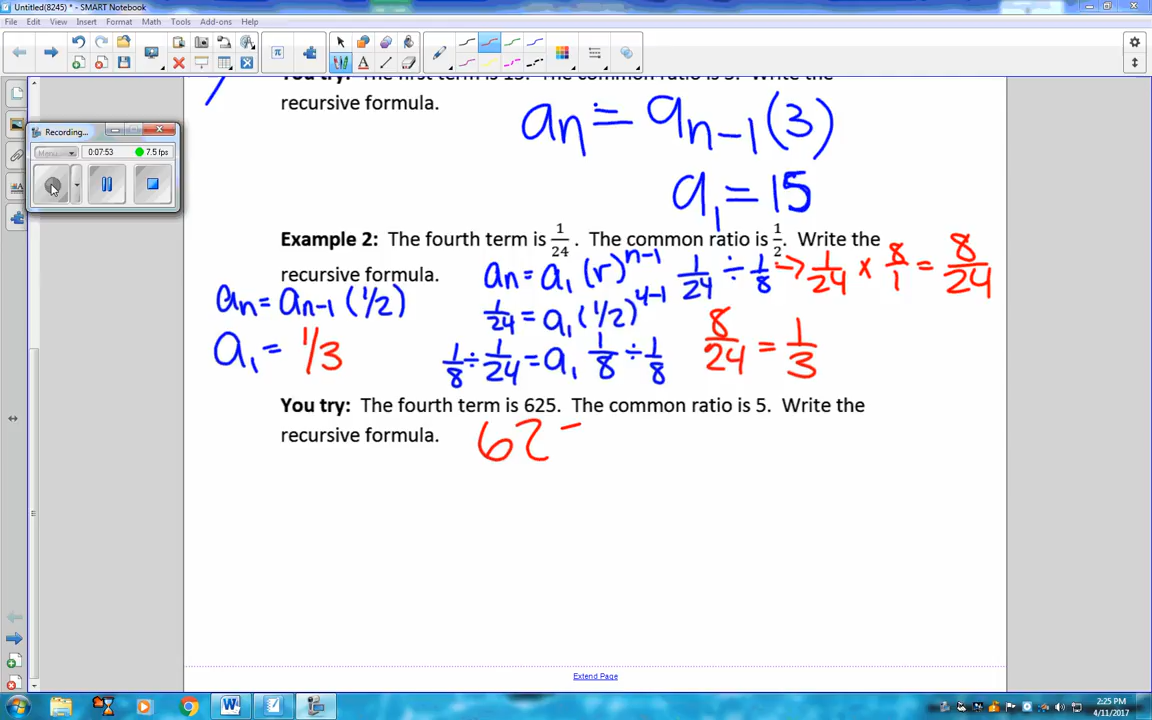 Untitled(8245) * - SMART Notebook
File Edit View Insert Format Math Tools Add-ons Help
recursive formula.
an = an-1 (3)
a1 = 15
Recording...
Menu
0:07:53 7.5 fps
Example 2: The fourth term is 1/24 . The common ratio is 1/2. Write the
recursive formula.
an = a1 (r)^n-1 1/24 ÷ 1/8 → 1/24 x 8/1 = 8/24
an = an-1 (1/2)
1/24 = a1 (1/2)^4-1
a1 = 1/3
1/8 ÷ 1/24 = a1 1/8 ÷ 1/8
8/24 = 1/3
You try: The fourth term is 625. The common ratio is 5. Write the
recursive formula. 62
Extend Page
2:25 PM
4/11/2017